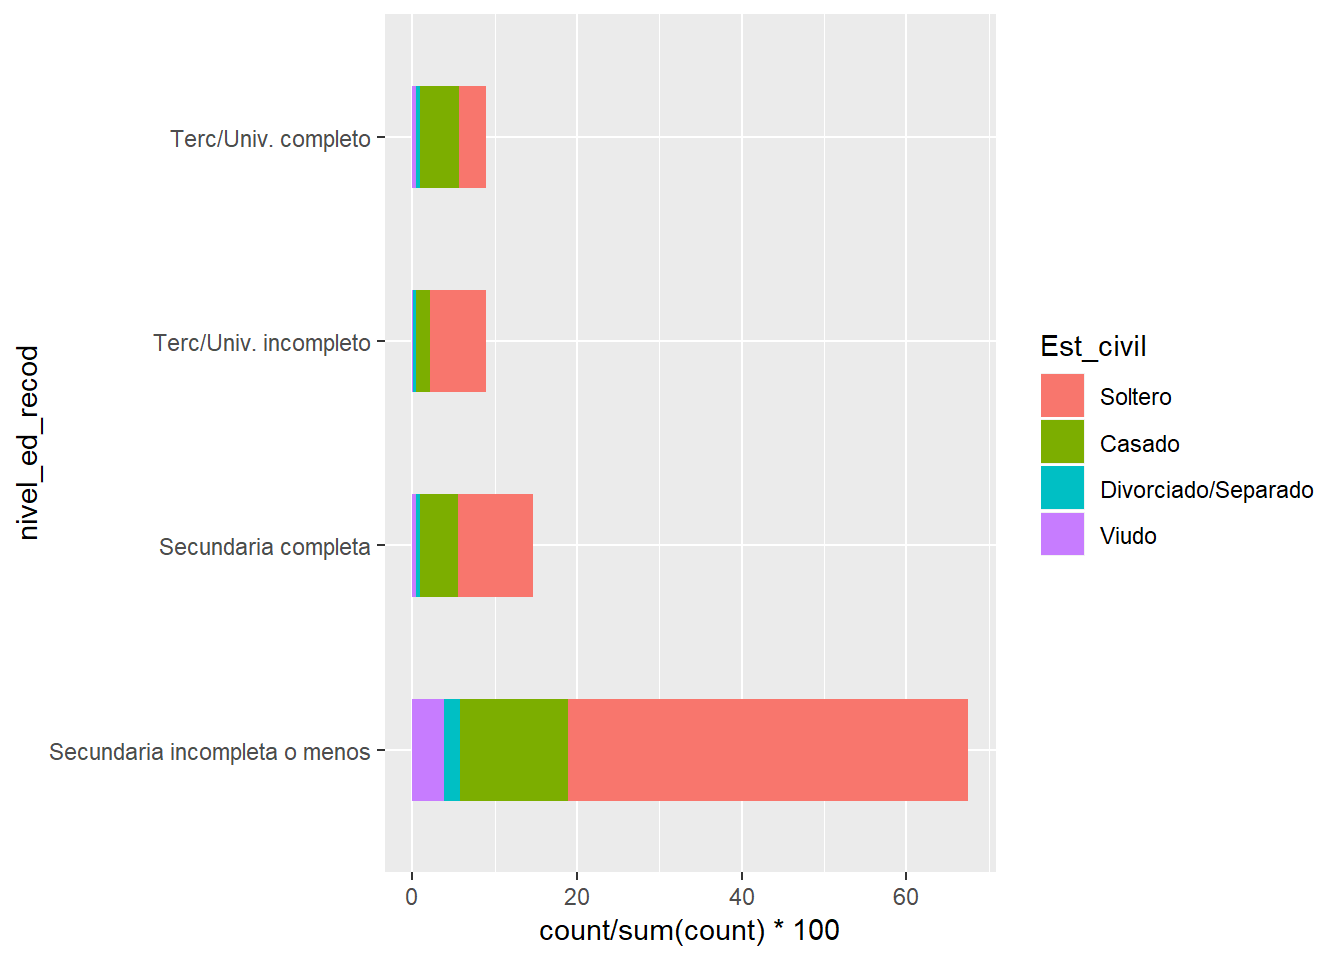 Terc/Univ. completo
Terc/Univ. incompleto
Secundaria completa
Secundaria incompleta o menos
nivel_ed_recod
0 20 40 60
count/sum(count) * 100
Est_civil
Soltero
Casado
Divorciado/Separado
Viudo